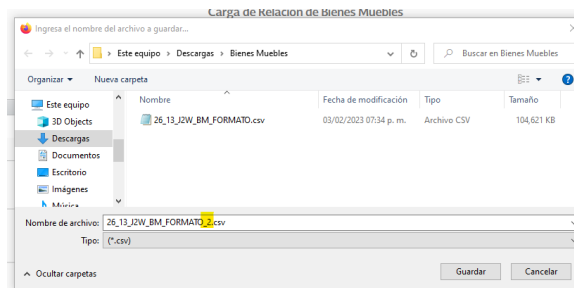 Carga de Relación de Bienes Muebles
Ingresa el nombre del archivo a guardar...
Este equipo > Descargas > Bienes Muebles
Buscar en Bienes Muebles
Organizar
Nueva carpeta
Nombre
Fecha de modificación
Tipo
Tamaño
Este equipo
3D Objects
Descargas
Documentos
Escritorio
Imágenes
Música
26_13_J2W_BM_FORMATO.csv
03/02/2023 07:34 p. m.
Archivo CSV
104,621 KB
Nombre de archivo: 26_13_J2W_BM_FORMATO_2.csv
Tipo: (*.csv)
Ocultar carpetas
Guardar
Cancelar